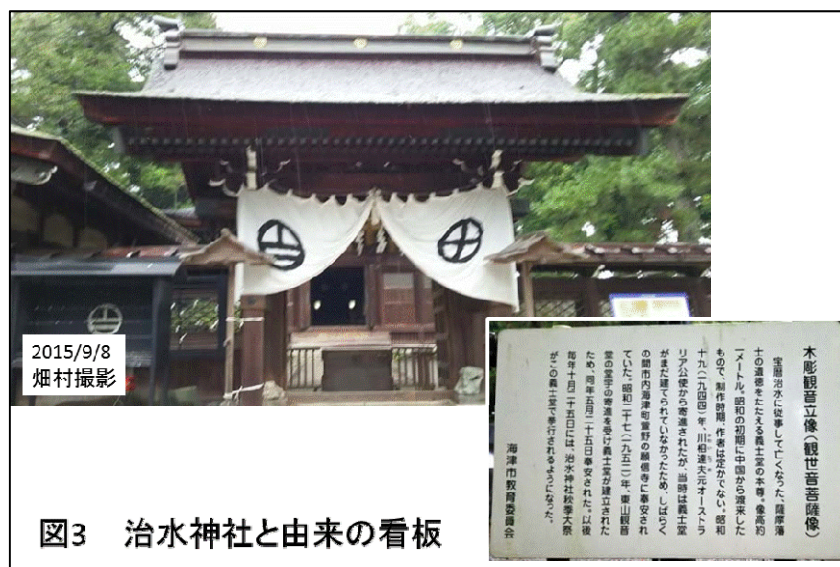 2015/9/8
畑村撮影
木彫観音立像(観世音菩薩像)
宝暦治水に従事して亡くなった、薩摩藩
士の遺徳をたたえる義士堂の本尊。像高約
一メートル。昭和の初期に中国から渡来した
もので、制作時期、作者は定かでない。昭和
十九(一九四四)年、川相達夫元オーストラ
リア公使から寄進されたが、当時は義士堂
がまだ建てられていなかったため、しばらく
の間市内海津町萱野の願信寺に奉安され
ていた。昭和二十七(一九五二)年、東山観音
堂の堂宇の寄進を受け義士堂が建立された
ため、同年五月二十五日奉安された。以後
毎年十月二十五日には、治水神社秋季大祭
がこの義士堂で挙行されるようになった。
海津市教育委員会
図3 治水神社と由来の看板